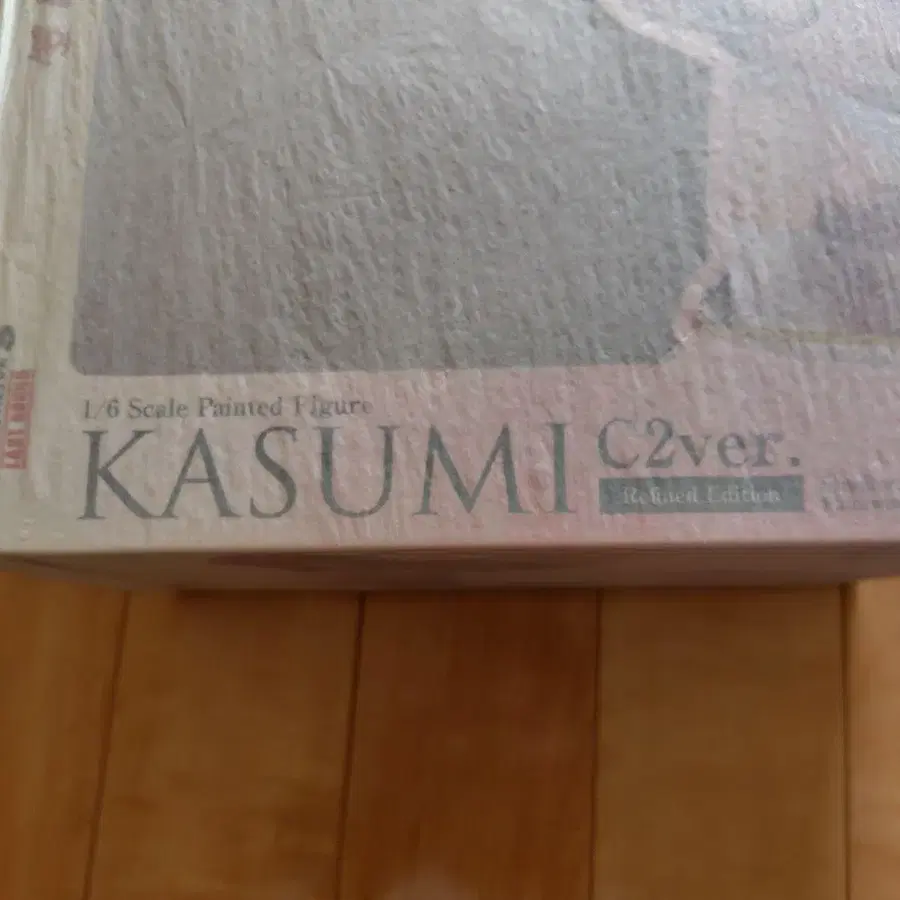 1/6 Scale Painted Figure
KASUMI C2ver.
Refined Edition